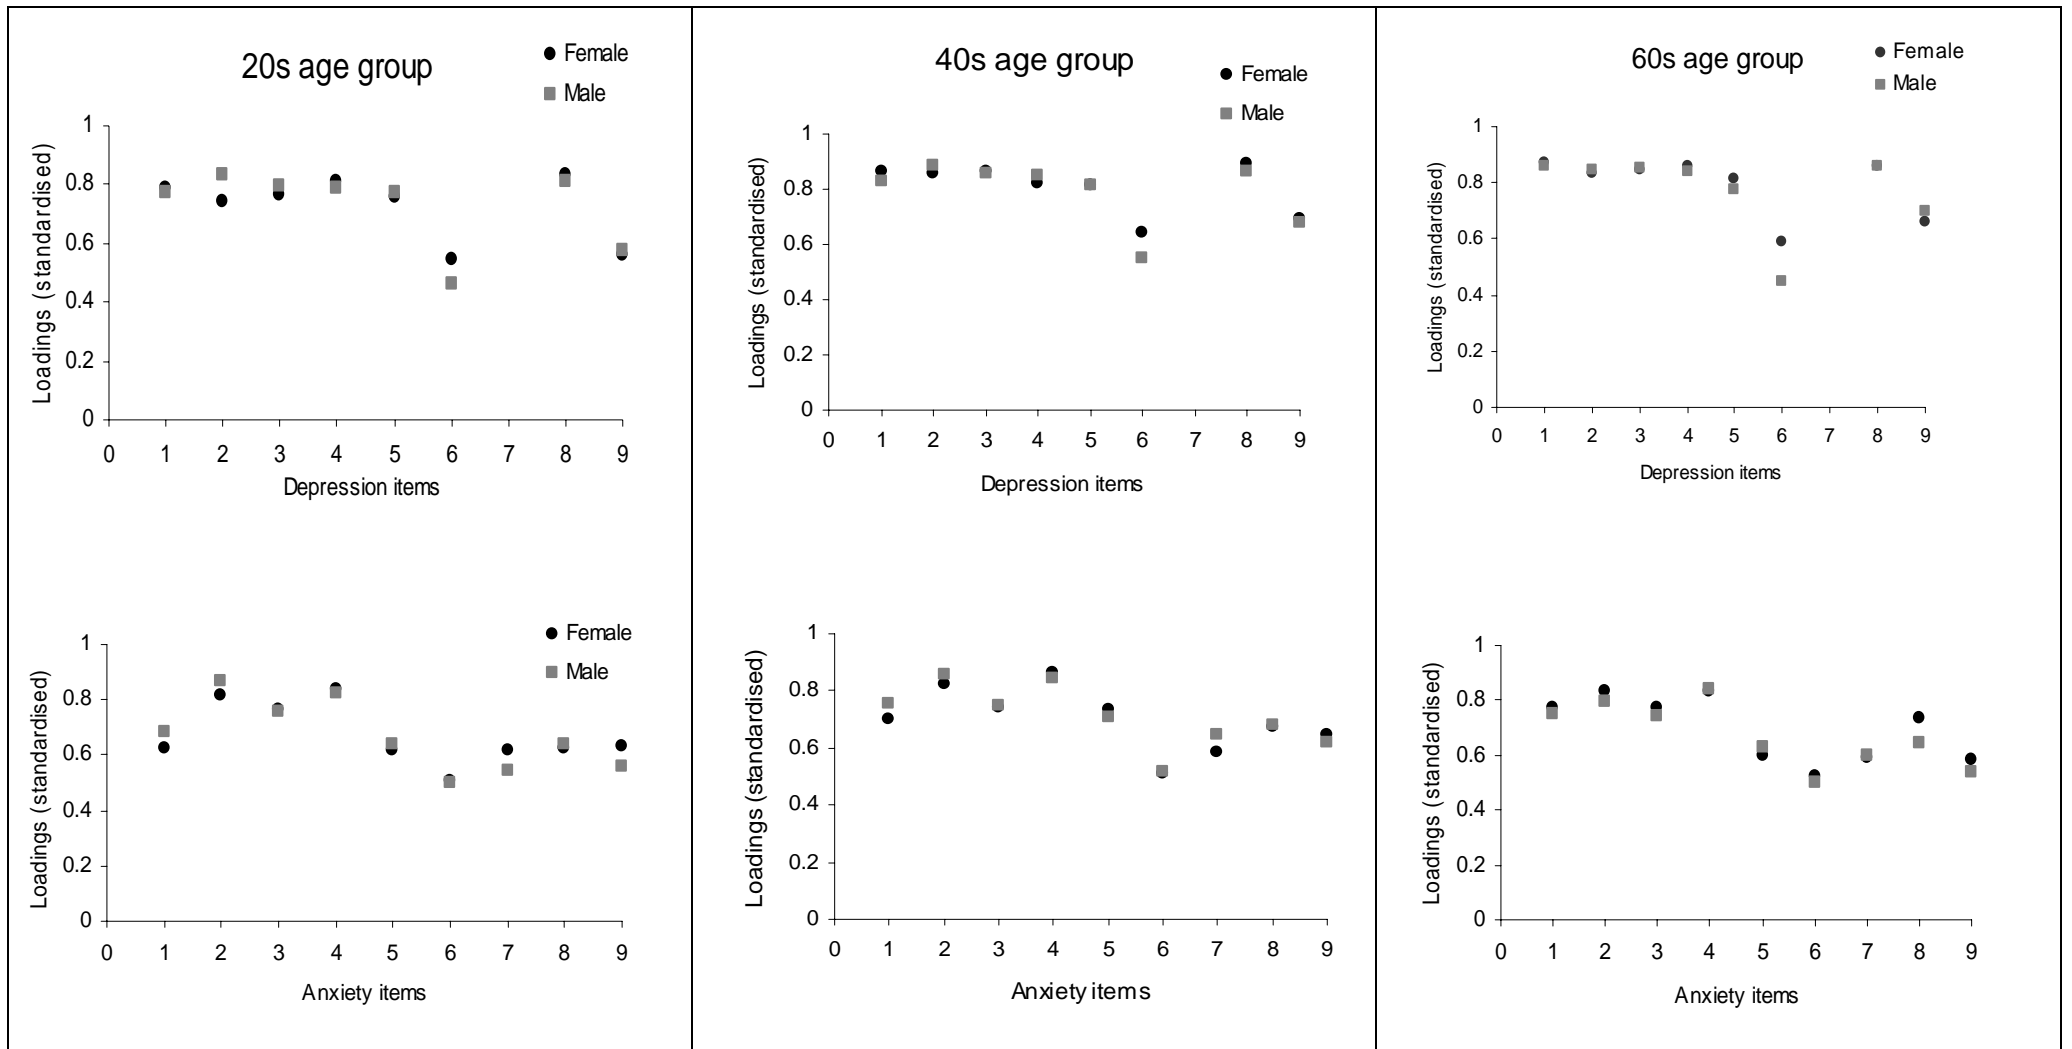 20s age group
Female
Male
Loadings (standardised)
1
0.8
0.6
0.4
0.2
0
0 1 2 3 4 5 6 7 8 9
Depression items
40s age group
Female
Male
Loadings (standardised)
1
0.8
0.6
0.4
0.2
0
0 1 2 3 4 5 6 7 8 9
Depression items
60s age group
Female
Male
Loadings (standardised)
1
0.8
0.6
0.4
0.2
0
0 1 2 3 4 5 6 7 8 9
Depression items
Female
Male
Loadings (standardised)
1
0.8
0.6
0.4
0.2
0
0 1 2 3 4 5 6 7 8 9
Anxiety items
Loadings (standardised)
1
0.8
0.6
0.4
0.2
0
0 1 2 3 4 5 6 7 8 9
Anxiety items
Loadings (standardised)
1
0.8
0.6
0.4
0.2
0
0 1 2 3 4 5 6 7 8 9
Anxiety items